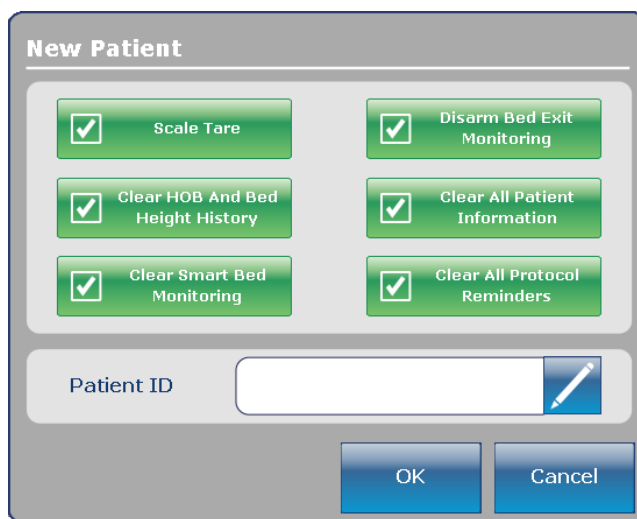 New Patient
Scale Tare
Disarm Bed Exit
Monitoring
Clear HOB And Bed
Height History
Clear All Patient
Information
Clear Smart Bed
Monitoring
Clear All Protocol
Reminders
Patient ID
OK
Cancel